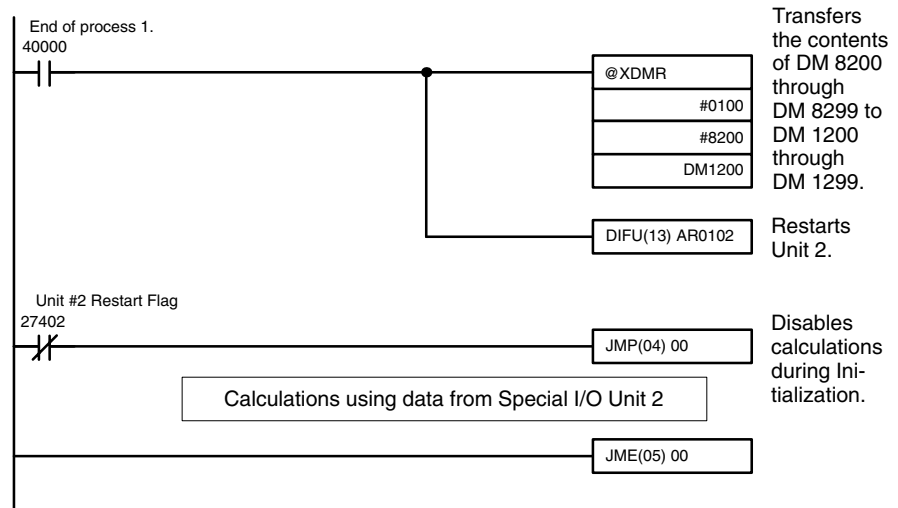 End of process 1.
40000
@XDMR
#0100
#8200
DM1200
Transfers
the contents
of DM 8200
through
DM 8299 to
DM 1200
through
DM 1299.
DIFU(13) AR0102
Restarts
Unit 2.
Unit #2 Restart Flag
27402
JMP(04) 00
Disables
calculations
during Ini-
tialization.
Calculations using data from Special I/O Unit 2
JME(05) 00